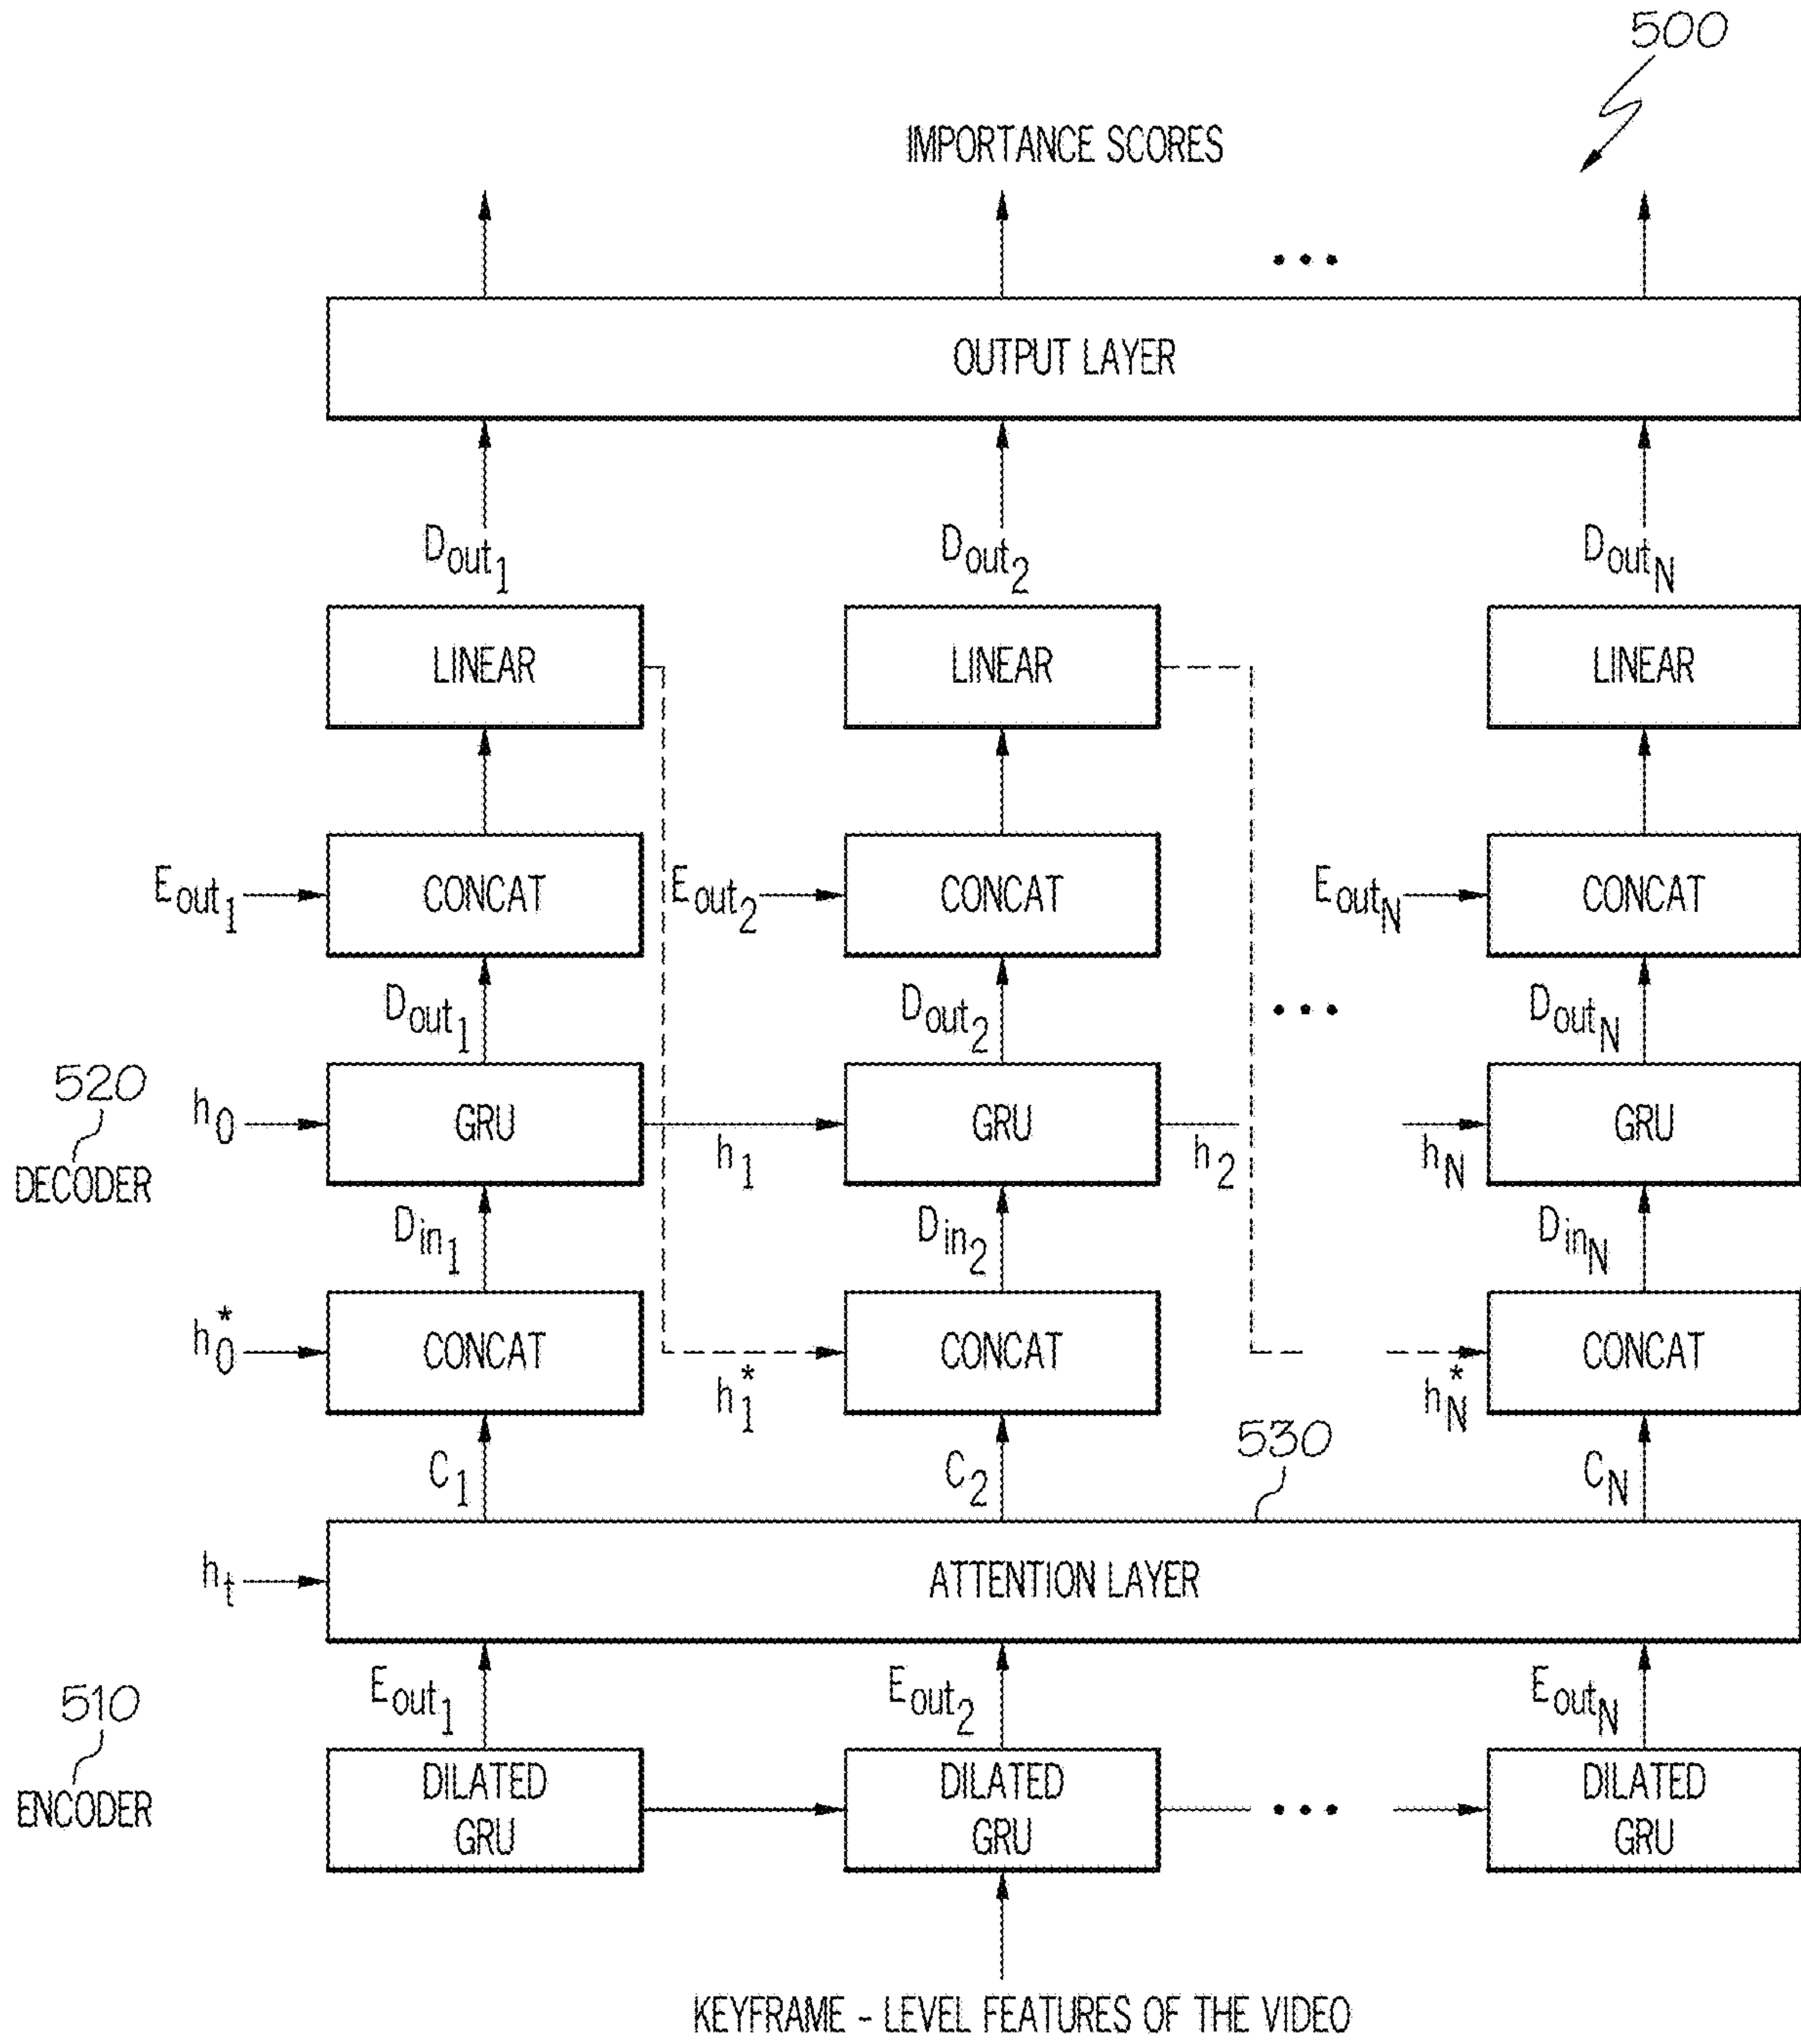 500
IMPORTANCE SCORES
• • •
OUTPUT LAYER
Dout1 Dout2 DoutN
LINEAR LINEAR LINEAR
Eout1 CONCAT Eout2 CONCAT EoutN CONCAT
Dout1 Dout2 • • • DoutN
520
DECODER
h0 GRU h1 GRU h2 hN GRU
Din1 Din2 DinN
h0* CONCAT h1* CONCAT hN* CONCAT
C1 C2 530 CN
ht ATTENTION LAYER
Eout1 Eout2 EoutN
510
ENCODER
DILATED GRU DILATED GRU • • • DILATED GRU
KEYFRAME - LEVEL FEATURES OF THE VIDEO